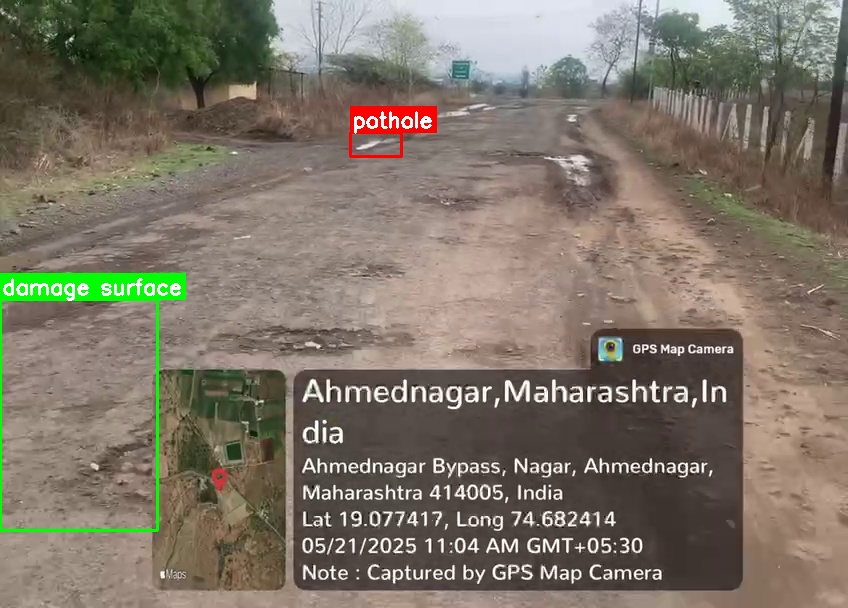 pothole
damage surface
GPS Map Camera
Ahmednagar,Maharashtra,In
dia
Ahmednagar Bypass, Nagar, Ahmednagar,
Maharashtra 414005, India
Lat 19.077417, Long 74.682414
05/21/2025 11:04 AM GMT+05:30
Note : Captured by GPS Map Camera
Maps